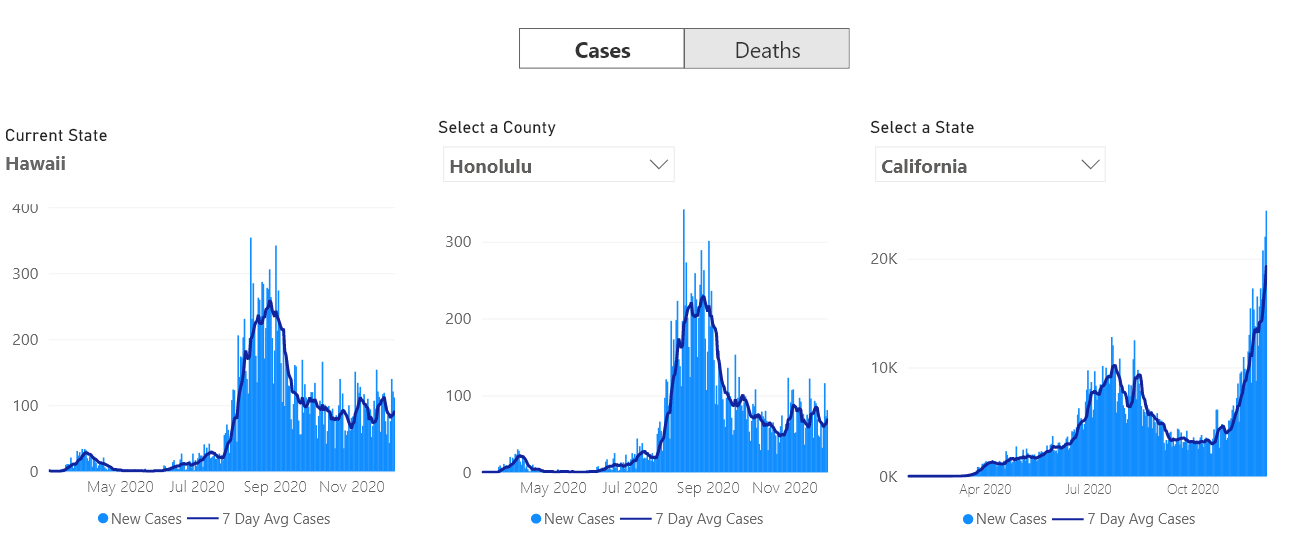 Cases Deaths
Current State
Hawaii
Select a County
Honolulu
Select a State
California
400
300
200
100
0
May 2020 Jul 2020 Sep 2020 Nov 2020
New Cases 7 Day Avg Cases
300
200
100
0
May 2020 Jul 2020 Sep 2020 Nov 2020
New Cases 7 Day Avg Cases
20K
10K
0K
Apr 2020 Jul 2020 Oct 2020
New Cases 7 Day Avg Cases